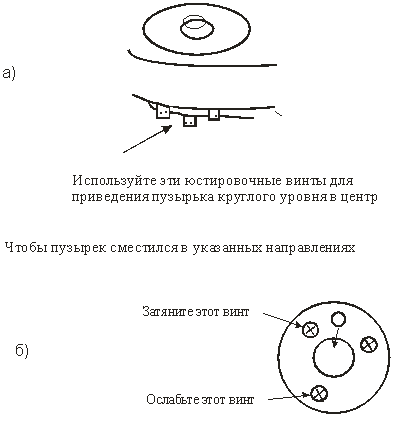 а)
Используйте эти юстировочные винты для
приведения пузырька круглого уровня в центр
Чтобы пузырек сместился в указанных направлениях
Затяните этот винт
б)
Ослабьте этот винт